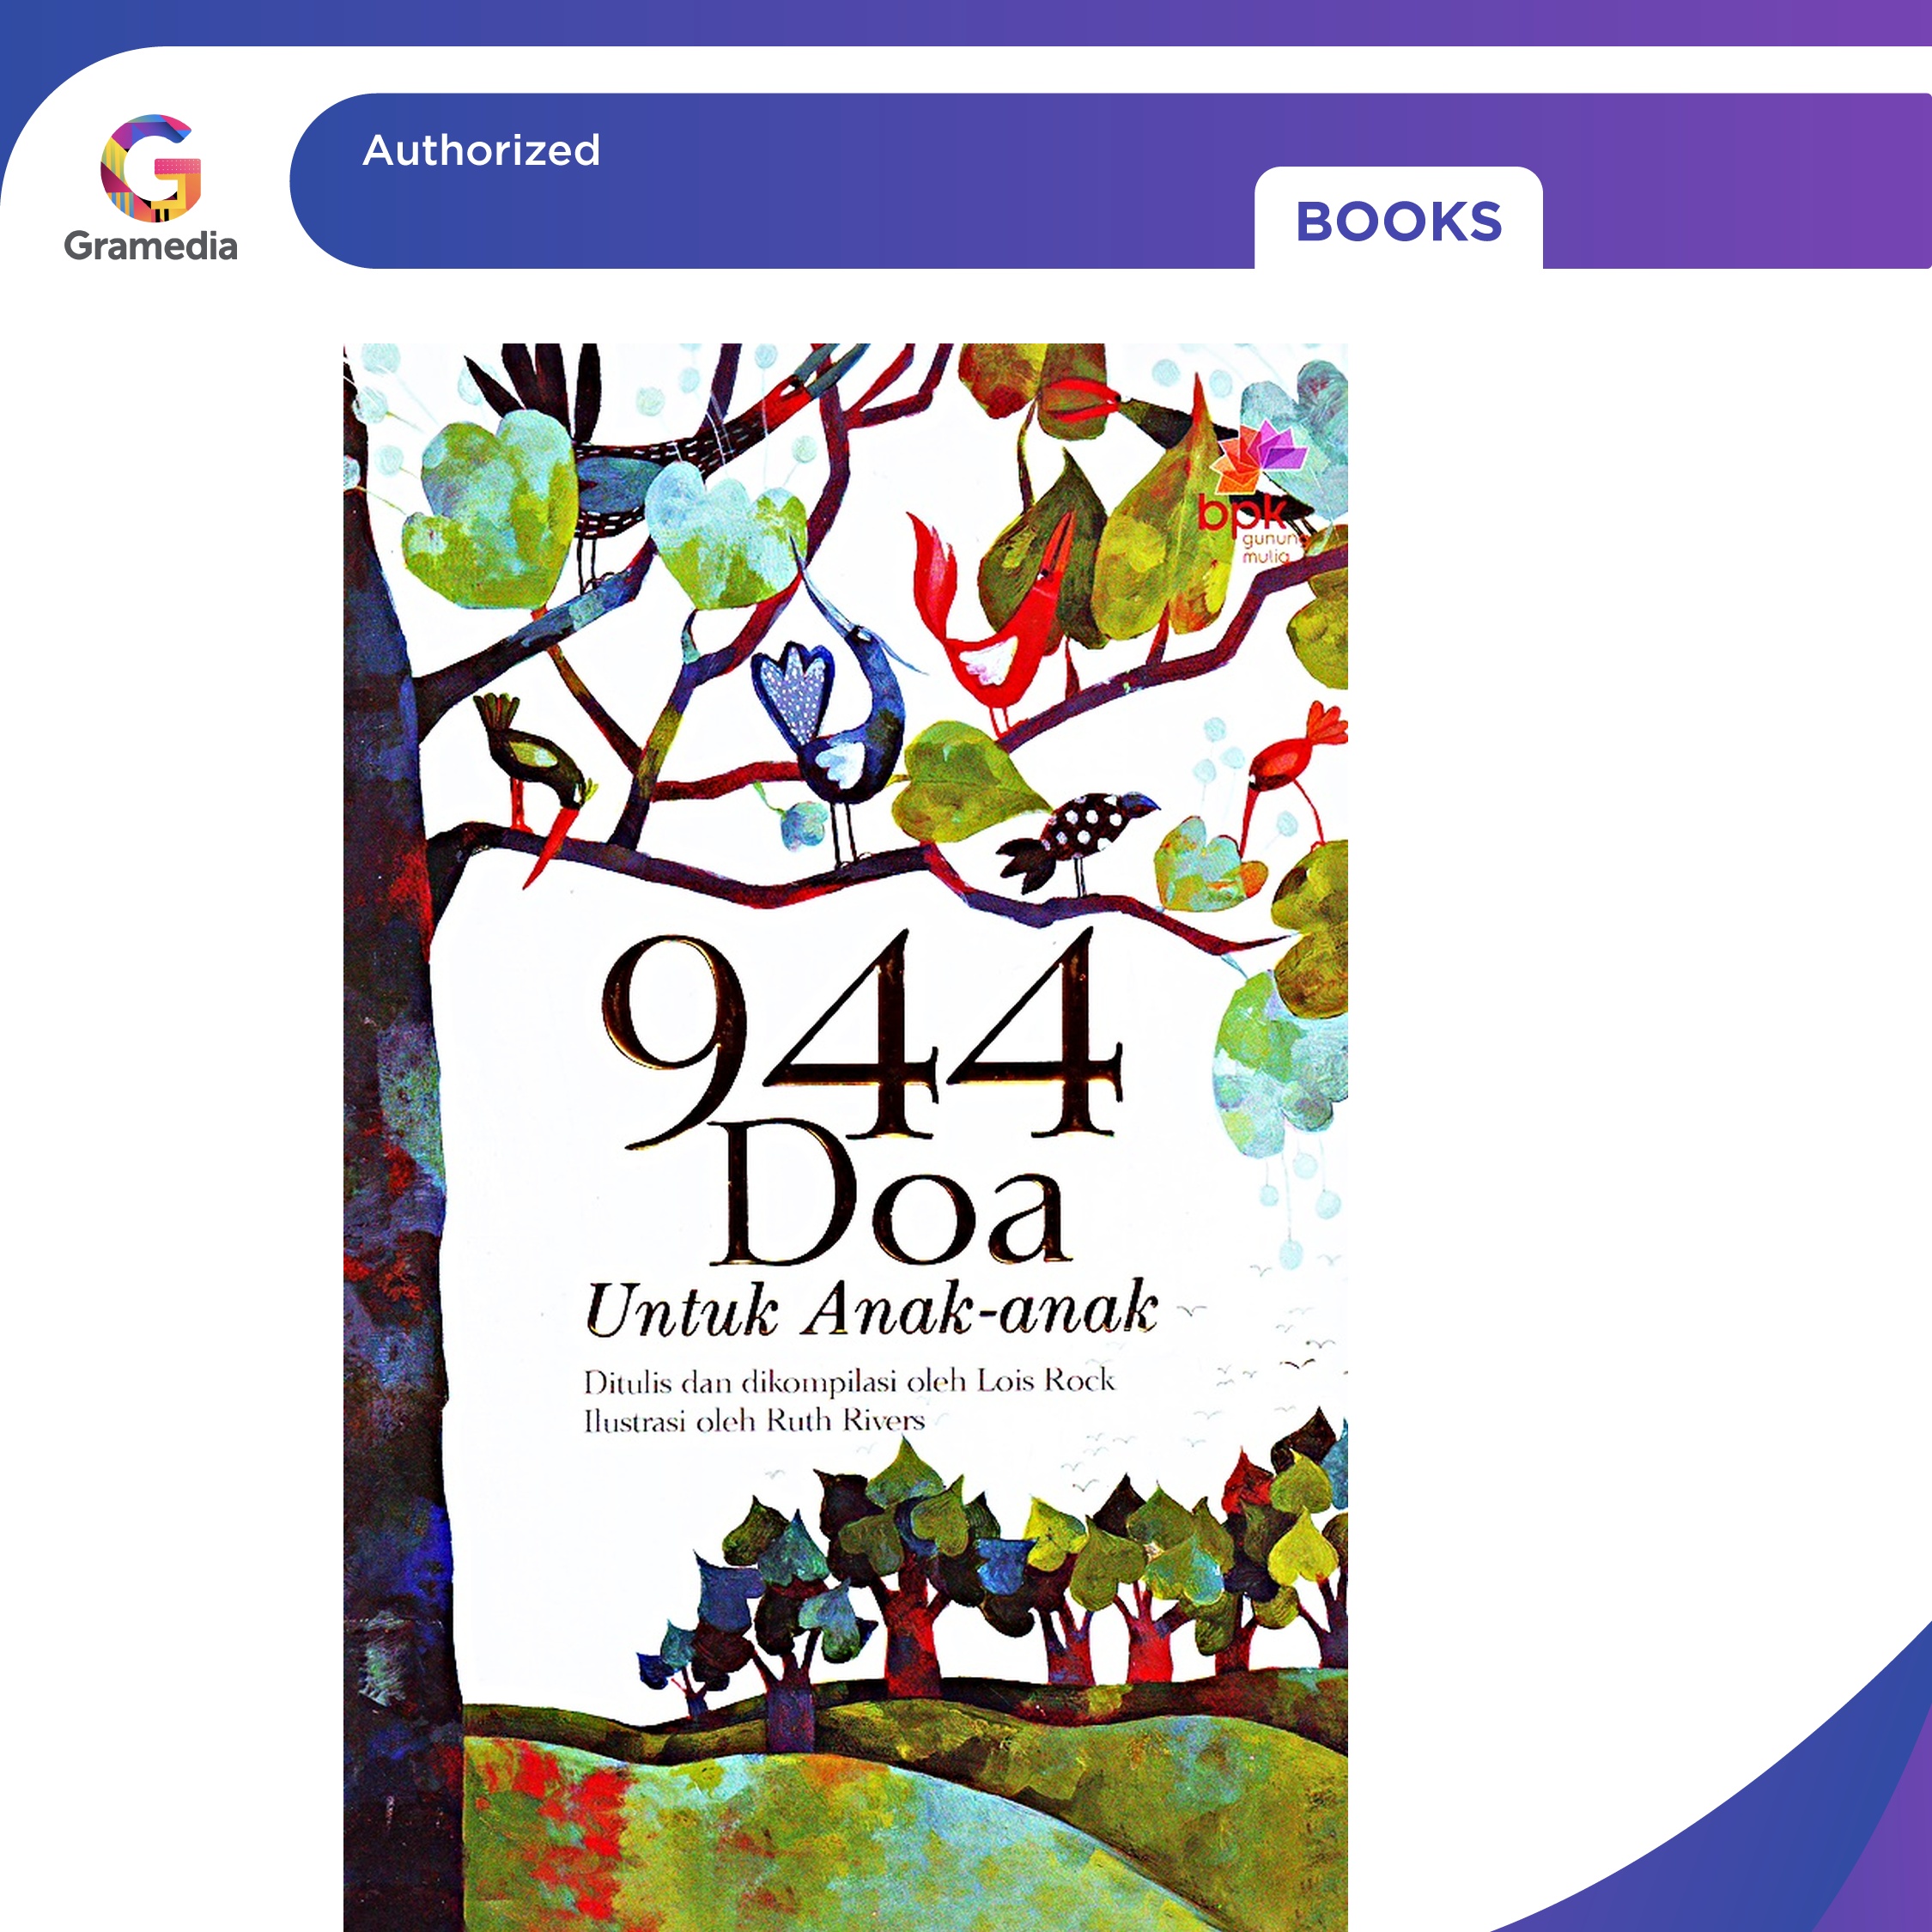 Authorized
Gramedia
BOOKS
bpk
gunung
mulia
944
Doa
Untuk Anak-anak
Ditulis dan dikompilasi oleh Lois Rock
Ilustrasi oleh Ruth Rivers